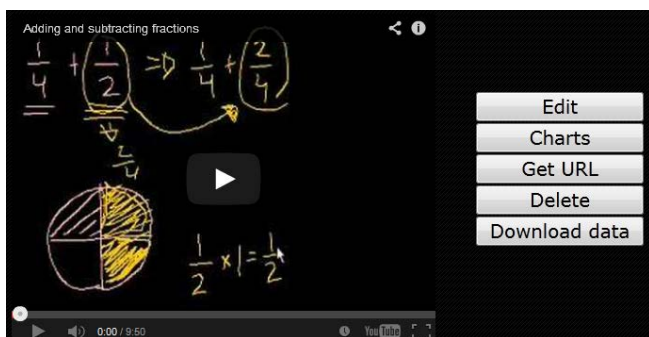 Adding and subtracting fractions
1/4 + 1/2 ⇒ 1/4 + 2/4
2/4
1/2 × 1 = 1/2
0:00 / 9:50
YouTube
Edit
Charts
Get URL
Delete
Download data